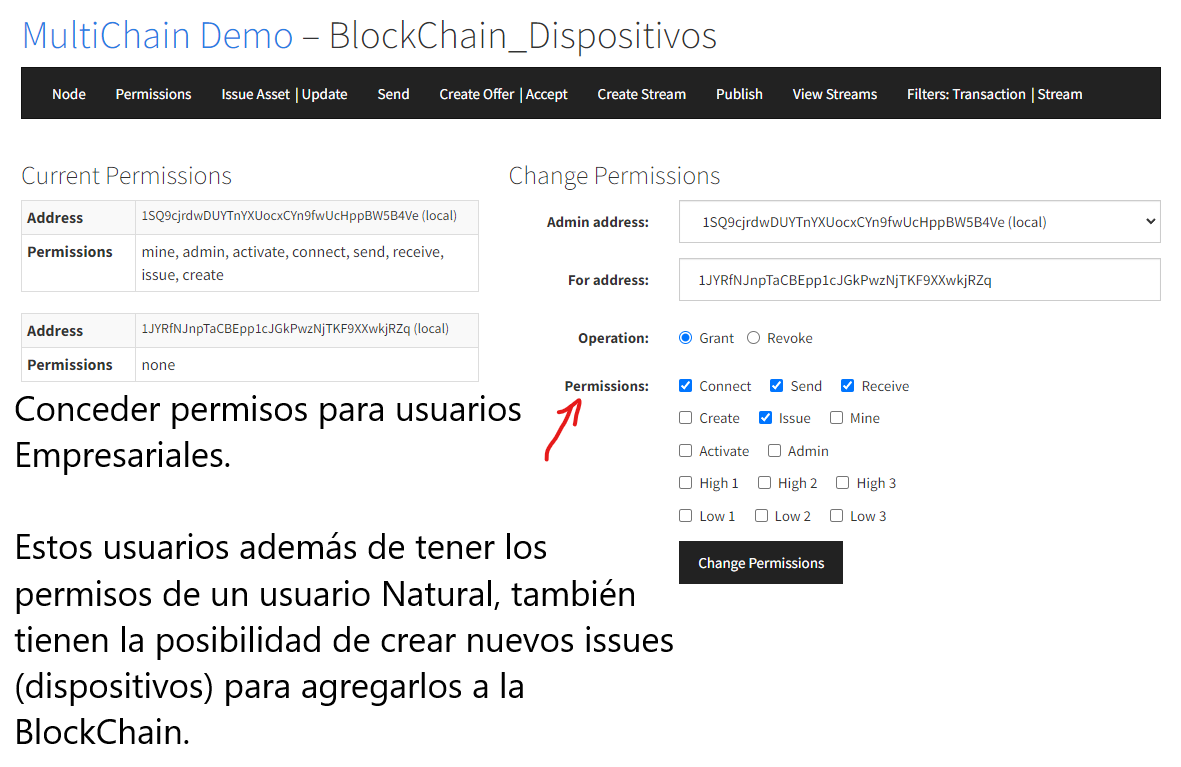 MultiChain Demo – BlockChain_Dispositivos
Node Permissions Issue Asset | Update Send Create Offer | Accept Create Stream Publish View Streams Filters: Transaction | Stream
Current Permissions
Address 1SQ9cjrdwDUYTnYXUocxCYn9fwUcHppBW5B4Ve (local)
Permissions mine, admin, activate, connect, send, receive,
issue, create
Address 1JYRfNJnpTaCBEpp1cJGkPwzNjTKF9XXwkjRZq (local)
Permissions none
Conceder permisos para usuarios
Empresariales.
Estos usuarios además de tener los
permisos de un usuario Natural, también
tienen la posibilidad de crear nuevos issues
(dispositivos) para agregarlos a la
BlockChain.
Change Permissions
Admin address: 1SQ9cjrdwDUYTnYXUocxCYn9fwUcHppBW5B4Ve (local)
For address: 1JYRfNJnpTaCBEpp1cJGkPwzNjTKF9XXwkjRZq
Operation: Grant Revoke
Permissions: Connect Send Receive
Create Issue Mine
Activate Admin
High 1 High 2 High 3
Low 1 Low 2 Low 3
Change Permissions